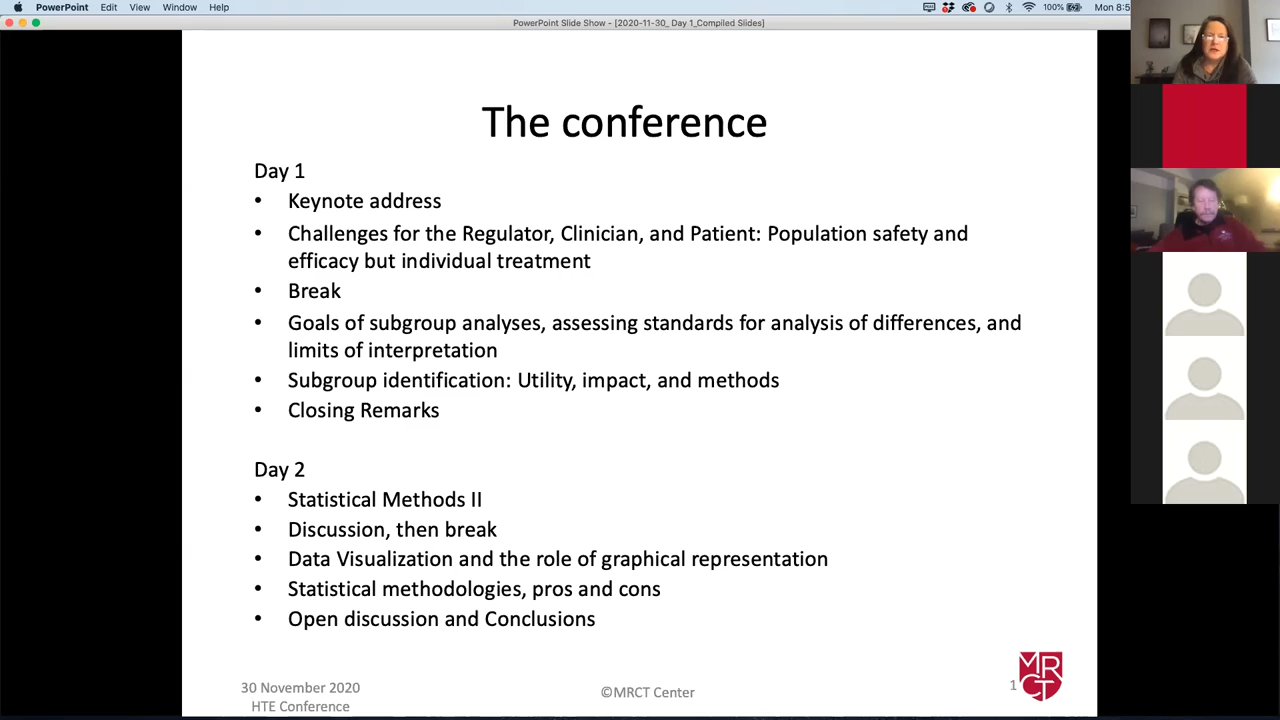 PowerPoint Edit View Window Help 100% Mon 8:5
PowerPoint Slide Show - [2020-11-30_ Day 1_Compiled Slides]
The conference
Day 1
• Keynote address
• Challenges for the Regulator, Clinician, and Patient: Population safety and
efficacy but individual treatment
• Break
• Goals of subgroup analyses, assessing standards for analysis of differences, and
limits of interpretation
• Subgroup identification: Utility, impact, and methods
• Closing Remarks
Day 2
• Statistical Methods II
• Discussion, then break
• Data Visualization and the role of graphical representation
• Statistical methodologies, pros and cons
• Open discussion and Conclusions
30 November 2020
HTE Conference
©MRCT Center
1
MR
CT